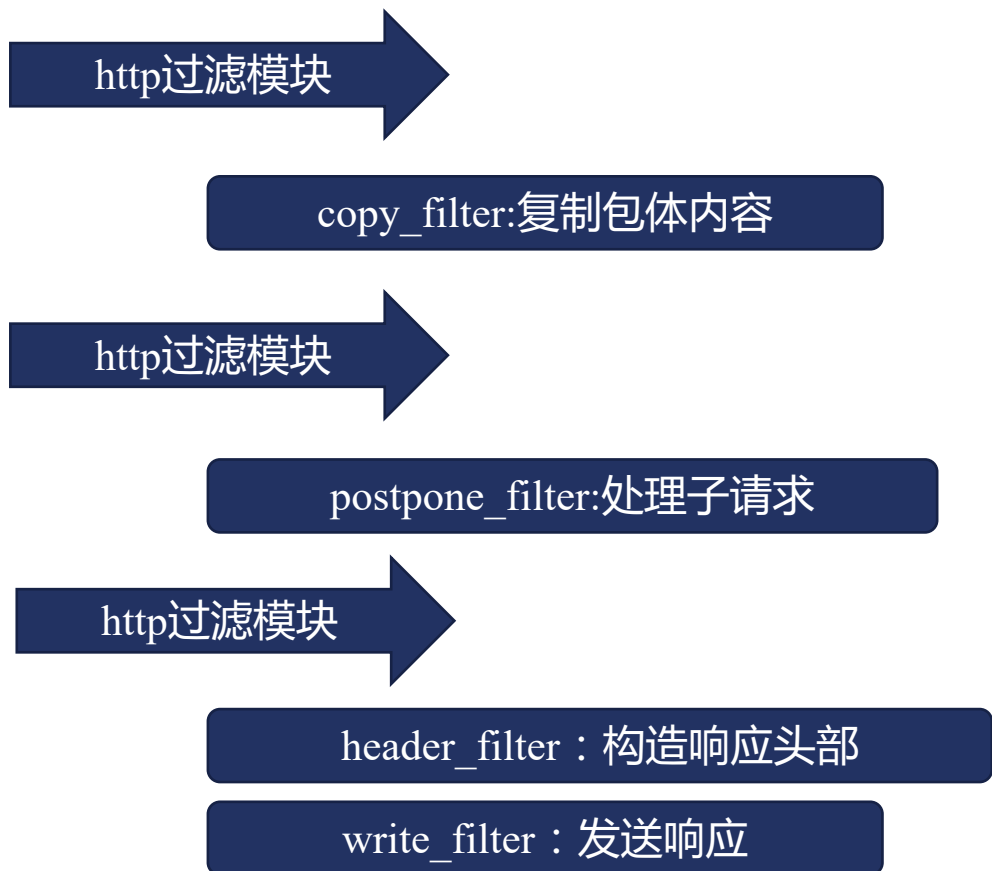 http过滤模块
copy_filter:复制包体内容
http过滤模块
postpone_filter:处理子请求
http过滤模块
header_filter：构造响应头部
write_filter：发送响应